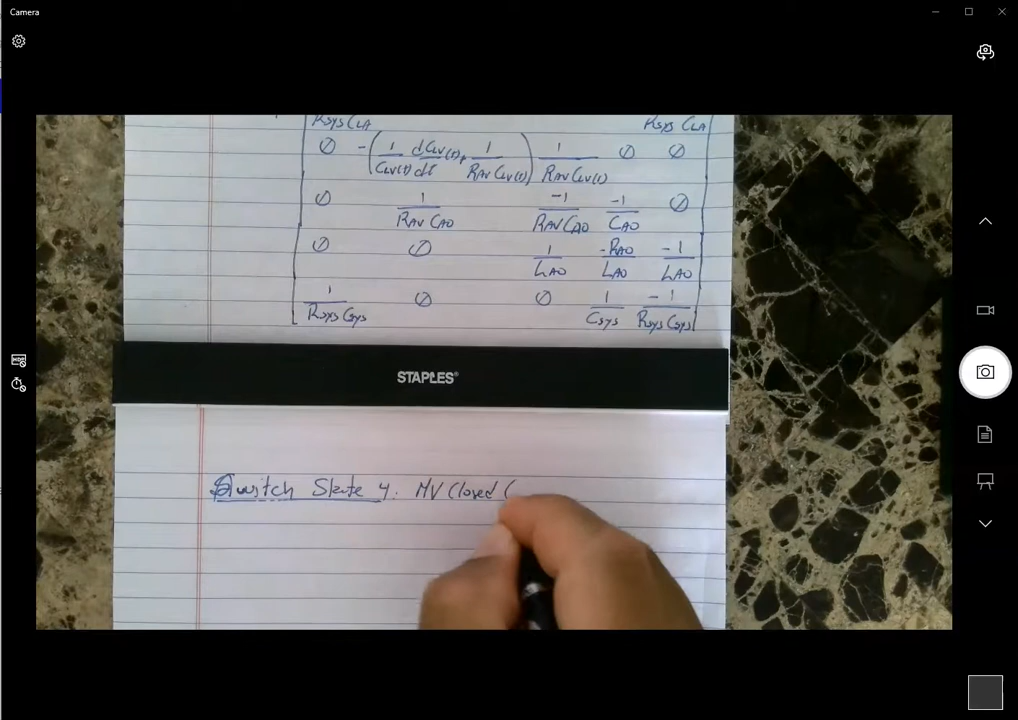 Camera
RSYS CLA RSYS CLA
∅ -(1/CLV(t) dCLV(t)/dt + 1/RAV CLV(t)) 1/RAV CLV(t) ∅ ∅
∅ 1/RAV CAO -1/RAV CAO -1/CAO ∅
∅ ∅ 1/LAO -RAO/LAO -1/LAO
1/RSYS CSYS ∅ ∅ 1/CSYS -1/RSYS CSYS
STAPLES®
Switch State 4: MV Closed (